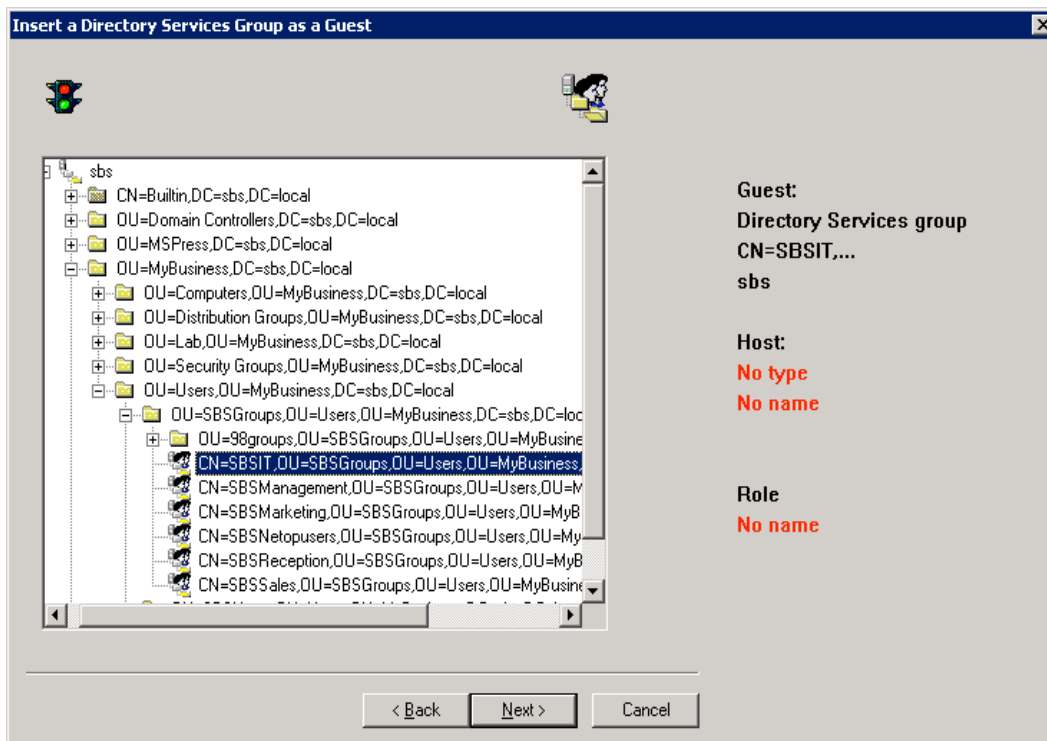 Insert a Directory Services Group as a Guest
sbs
CN=Builtin,DC=sbs,DC=local
OU=Domain Controllers,DC=sbs,DC=local
OU=MSPress,DC=sbs,DC=local
OU=MyBusiness,DC=sbs,DC=local
OU=Computers,OU=MyBusiness,DC=sbs,DC=local
OU=Distribution Groups,OU=MyBusiness,DC=sbs,DC=local
OU=Lab,OU=MyBusiness,DC=sbs,DC=local
OU=Security Groups,OU=MyBusiness,DC=sbs,DC=local
OU=Users,OU=MyBusiness,DC=sbs,DC=local
OU=SBSGroups,OU=Users,OU=MyBusiness,DC=sbs,DC=loc
OU=98groups,OU=SBSGroups,OU=Users,OU=MyBusine
CN=SBSIT,OU=SBSGroups,OU=Users,OU=MyBusiness,
CN=SBSManagement,OU=SBSGroups,OU=Users,OU=M
CN=SBSMarketing,OU=SBSGroups,OU=Users,OU=MyB
CN=SBSNetopusers,OU=SBSGroups,OU=Users,OU=My
CN=SBSReception,OU=SBSGroups,OU=Users,OU=MyB
CN=SBSSales,OU=SBSGroups,OU=Users,OU=MyBusine
Guest:
Directory Services group
CN=SBSIT,...
sbs
Host:
No type
No name
Role
No name
< Back
Next >
Cancel